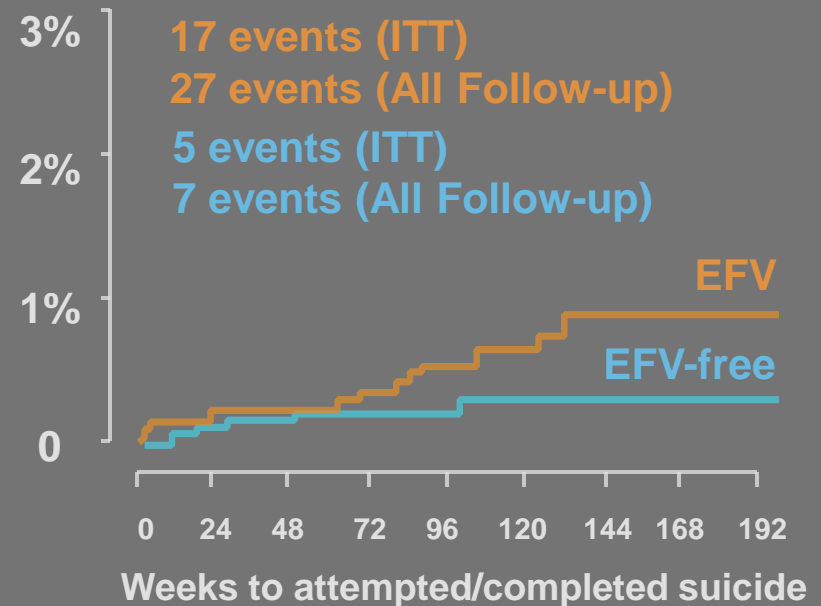 3%
17 events (ITT)
27 events (All Follow-up)
5 events (ITT)
2%
7 events (All Follow-up)
EFV
1%
EFV-free
0
0 24 48 72 96 120 144 168 192
Weeks to attempted/completed suicide